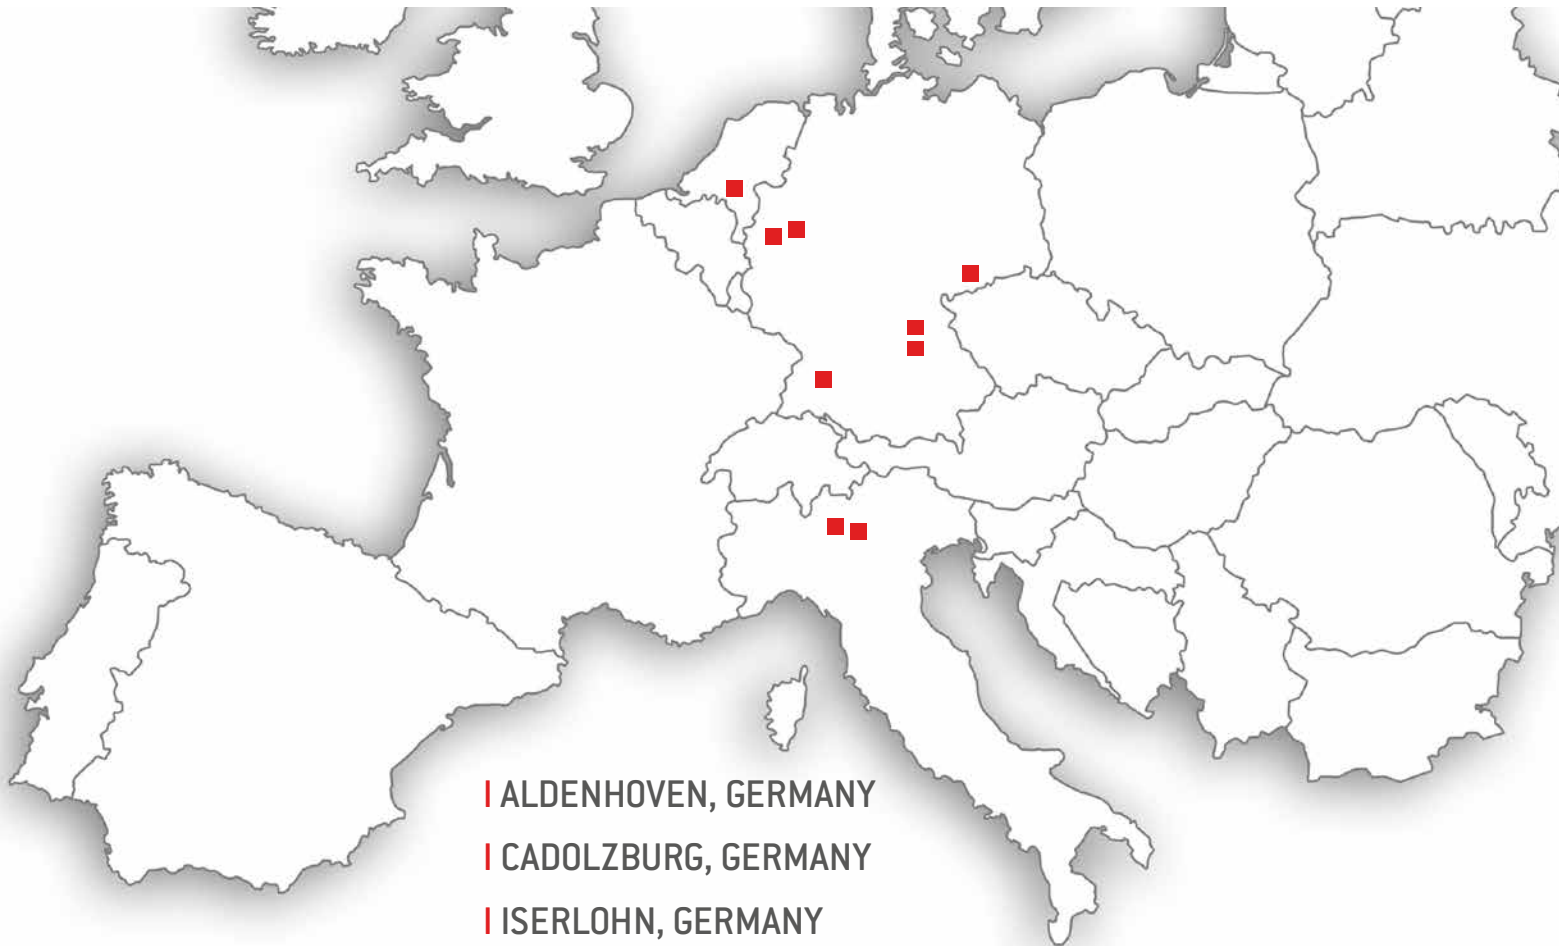 | ALDENHOVEN, GERMANY
| CADOLZBURG, GERMANY
| ISERLOHN, GERMANY